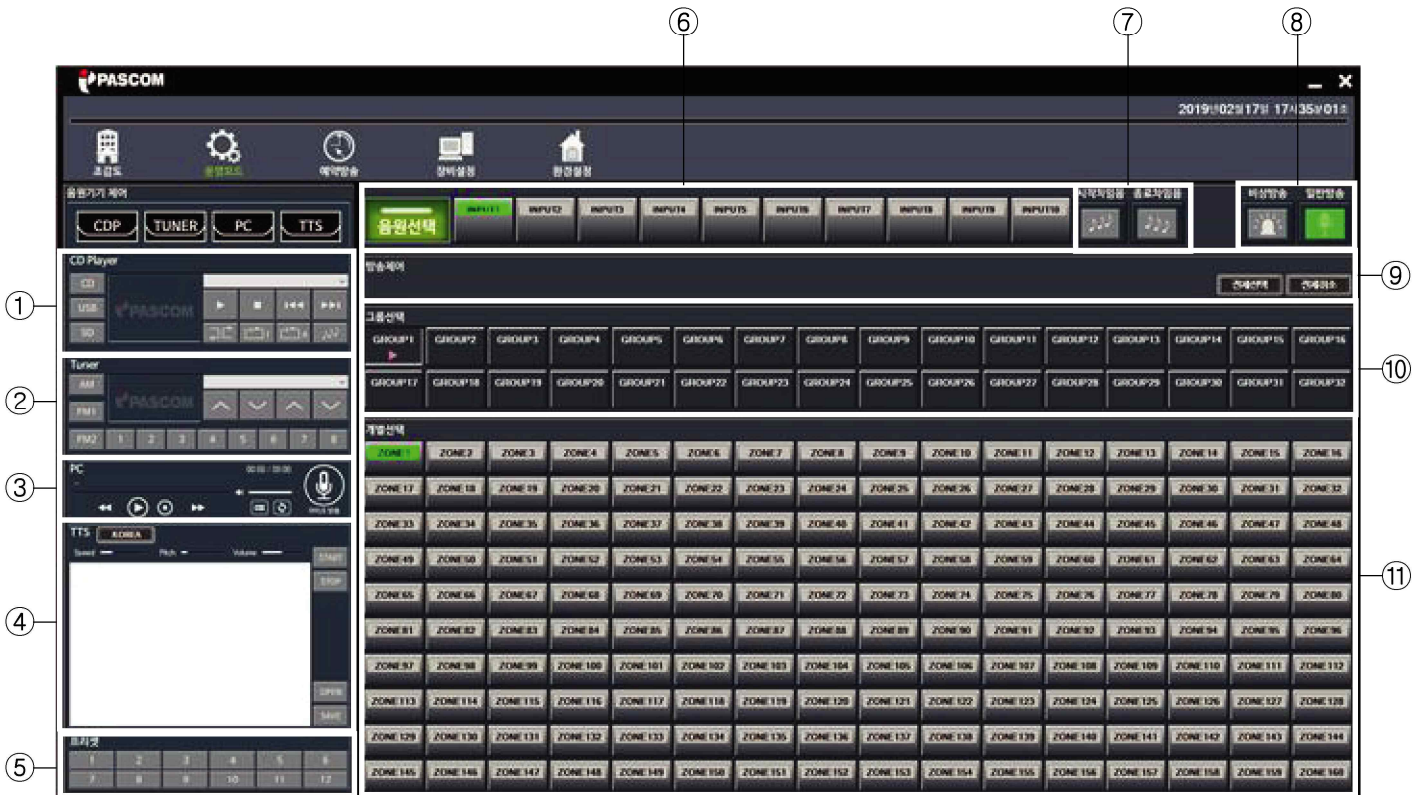 ⑥ ⑦ ⑧
PASCOM
2019년02월17일 17시35분01초
조감도 운영모드 예약방송 장비설정 환경설정
음원기기 제어
CDP TUNER PC TTS
음원선택
INPUT1 INPUT2 INPUT3 INPUT4 INPUT5 INPUT6 INPUT7 INPUT8 INPUT9 INPUT10
시작차임음 종료차임음
비상방송 일반방송
①
CD Player
CD
USB
SD
PASCOM
②
Tuner
AM
FM1
PASCOM
FM2 1 2 3 4 5 6 7 8
③
PC
00:00 / 00:00
④
TTS KOREA
Speed Pitch Volume
START
STOP
OPEN
SAVE
⑤
프리셋
1 2 3 4 5 6
7 8 9 10 11 12
방송제어
전체선택 전체취소
⑨
그룹선택
GROUP1 GROUP2 GROUP3 GROUP4 GROUP5 GROUP6 GROUP7 GROUP8 GROUP9 GROUP10 GROUP11 GROUP12 GROUP13 GROUP14 GROUP15 GROUP16
GROUP17 GROUP18 GROUP19 GROUP20 GROUP21 GROUP22 GROUP23 GROUP24 GROUP25 GROUP26 GROUP27 GROUP28 GROUP29 GROUP30 GROUP31 GROUP32
⑩
개별선택
ZONE1 ZONE2 ZONE3 ZONE4 ZONE5 ZONE6 ZONE7 ZONE8 ZONE9 ZONE10 ZONE11 ZONE12 ZONE13 ZONE14 ZONE15 ZONE16
ZONE17 ZONE18 ZONE19 ZONE20 ZONE21 ZONE22 ZONE23 ZONE24 ZONE25 ZONE26 ZONE27 ZONE28 ZONE29 ZONE30 ZONE31 ZONE32
ZONE33 ZONE34 ZONE35 ZONE36 ZONE37 ZONE38 ZONE39 ZONE40 ZONE41 ZONE42 ZONE43 ZONE44 ZONE45 ZONE46 ZONE47 ZONE48
ZONE49 ZONE50 ZONE51 ZONE52 ZONE53 ZONE54 ZONE55 ZONE56 ZONE57 ZONE58 ZONE59 ZONE60 ZONE61 ZONE62 ZONE63 ZONE64
ZONE65 ZONE66 ZONE67 ZONE68 ZONE69 ZONE70 ZONE71 ZONE72 ZONE73 ZONE74 ZONE75 ZONE76 ZONE77 ZONE78 ZONE79 ZONE80
ZONE81 ZONE82 ZONE83 ZONE84 ZONE85 ZONE86 ZONE87 ZONE88 ZONE89 ZONE90 ZONE91 ZONE92 ZONE93 ZONE94 ZONE95 ZONE96
ZONE97 ZONE98 ZONE99 ZONE100 ZONE101 ZONE102 ZONE103 ZONE104 ZONE105 ZONE106 ZONE107 ZONE108 ZONE109 ZONE110 ZONE111 ZONE112
ZONE113 ZONE114 ZONE115 ZONE116 ZONE117 ZONE118 ZONE119 ZONE120 ZONE121 ZONE122 ZONE123 ZONE124 ZONE125 ZONE126 ZONE127 ZONE128
ZONE129 ZONE130 ZONE131 ZONE132 ZONE133 ZONE134 ZONE135 ZONE136 ZONE137 ZONE138 ZONE139 ZONE140 ZONE141 ZONE142 ZONE143 ZONE144
ZONE145 ZONE146 ZONE147 ZONE148 ZONE149 ZONE150 ZONE151 ZONE152 ZONE153 ZONE154 ZONE155 ZONE156 ZONE157 ZONE158 ZONE159 ZONE160
⑪